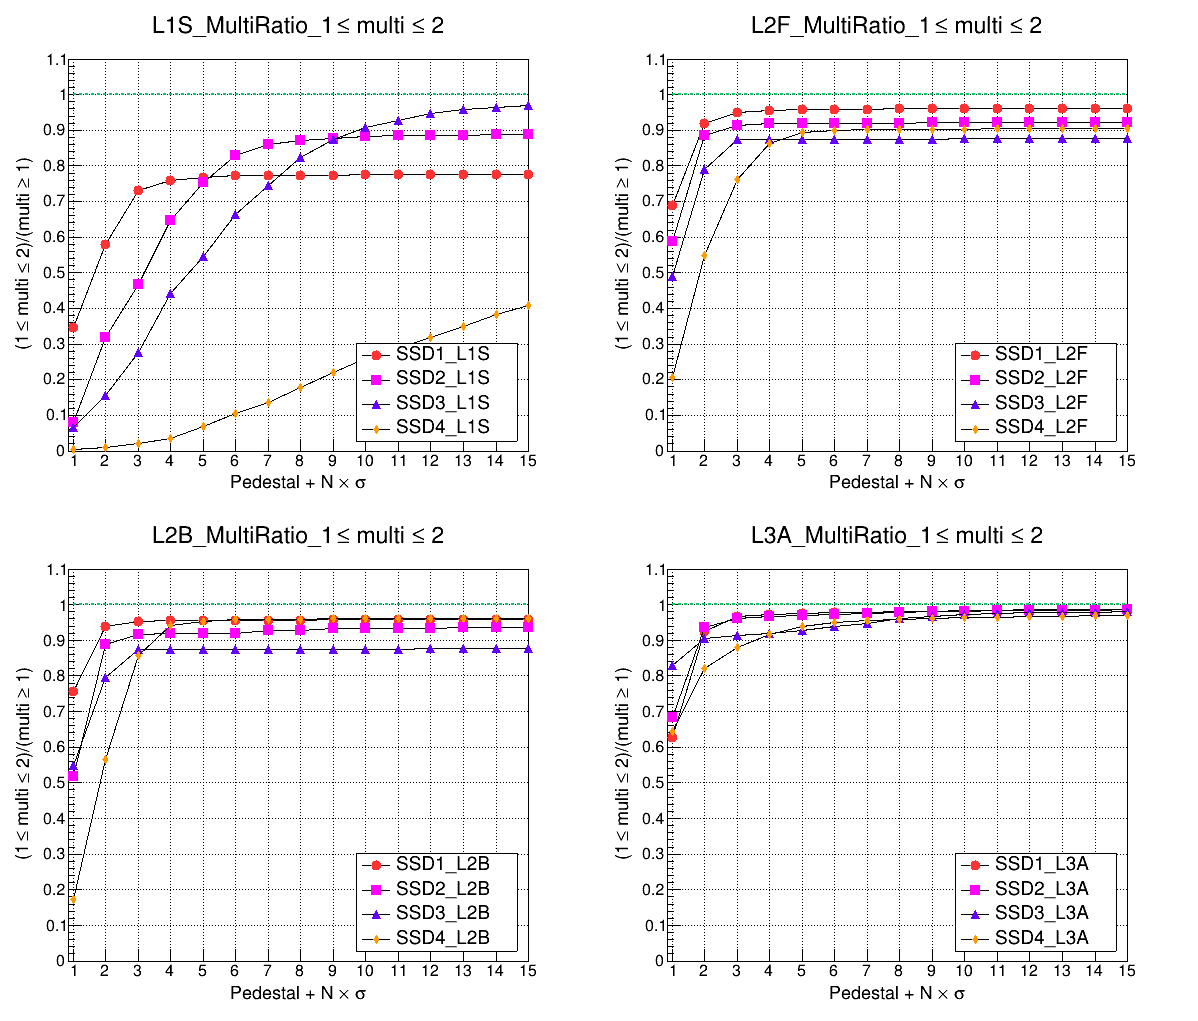 L1S_MultiRatio_1 ≤ multi ≤ 2
(1 ≤ multi ≤ 2)/(multi ≥ 1)
1.1
1
0.9
0.8
0.7
0.6
0.5
0.4
0.3
0.2
0.1
0
SSD1_L1S
SSD2_L1S
SSD3_L1S
SSD4_L1S
1 2 3 4 5 6 7 8 9 10 11 12 13 14 15
Pedestal + N × σ
L2F_MultiRatio_1 ≤ multi ≤ 2
(1 ≤ multi ≤ 2)/(multi ≥ 1)
1.1
1
0.9
0.8
0.7
0.6
0.5
0.4
0.3
0.2
0.1
0
SSD1_L2F
SSD2_L2F
SSD3_L2F
SSD4_L2F
1 2 3 4 5 6 7 8 9 10 11 12 13 14 15
Pedestal + N × σ
L2B_MultiRatio_1 ≤ multi ≤ 2
(1 ≤ multi ≤ 2)/(multi ≥ 1)
1.1
1
0.9
0.8
0.7
0.6
0.5
0.4
0.3
0.2
0.1
0
SSD1_L2B
SSD2_L2B
SSD3_L2B
SSD4_L2B
1 2 3 4 5 6 7 8 9 10 11 12 13 14 15
Pedestal + N × σ
L3A_MultiRatio_1 ≤ multi ≤ 2
(1 ≤ multi ≤ 2)/(multi ≥ 1)
1.1
1
0.9
0.8
0.7
0.6
0.5
0.4
0.3
0.2
0.1
0
SSD1_L3A
SSD2_L3A
SSD3_L3A
SSD4_L3A
1 2 3 4 5 6 7 8 9 10 11 12 13 14 15
Pedestal + N × σ